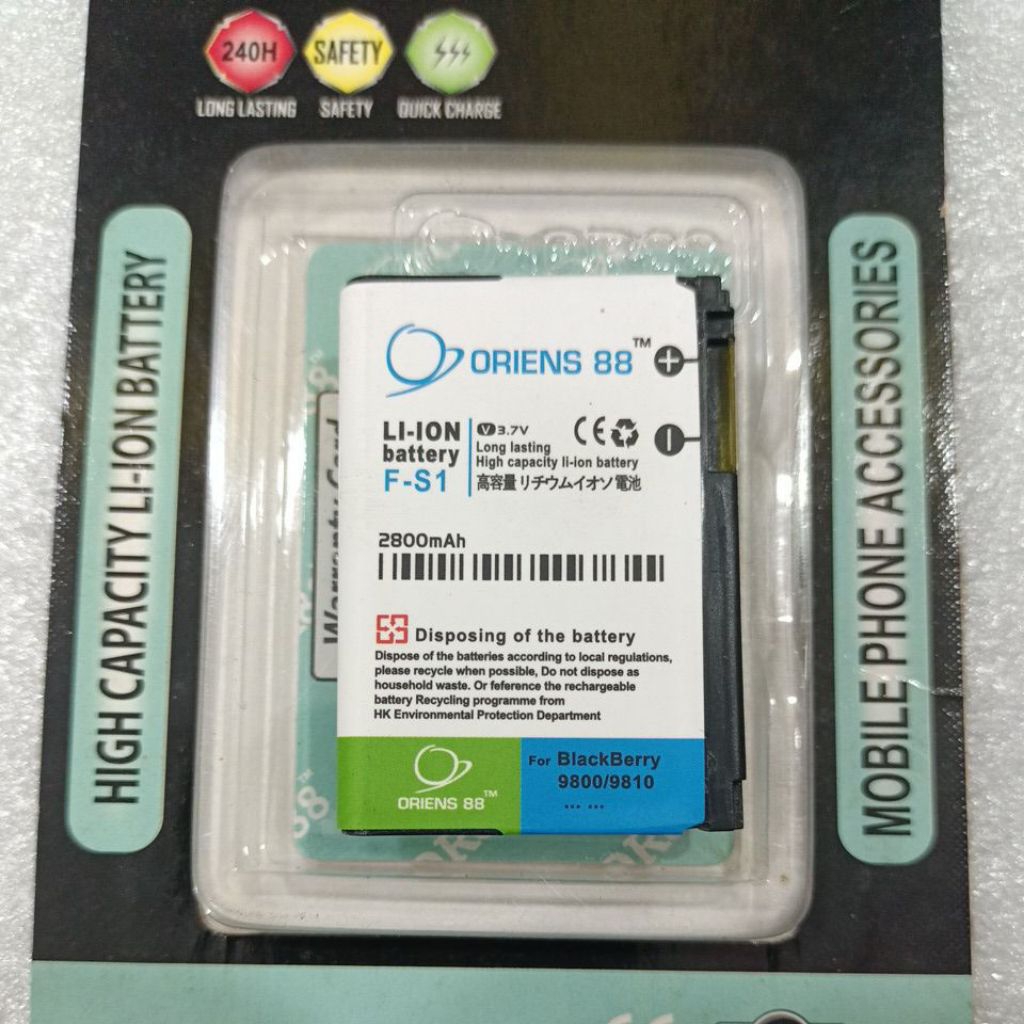 240H
SAFETY
LONG LASTING
SAFETY
QUICK CHARGE
HIGH CAPACITY LI-ION BATTERY
MOBILE PHONE ACCESSORIES
Warranty Card
ORIENS 88™
LI-ION
battery
F-S1
V 3.7V
Long lasting
High capacity li-ion battery
高容量リチウムイオソ電池
CE
2800mAh
Disposing of the battery
Dispose of the batteries according to local regulations,
please recycle when possible, Do not dispose as
household waste. Or reference the rechargeable
battery Recycling programme from
HK Environmental Protection Department
ORIENS 88™
For BlackBerry
9800/9810
... ...